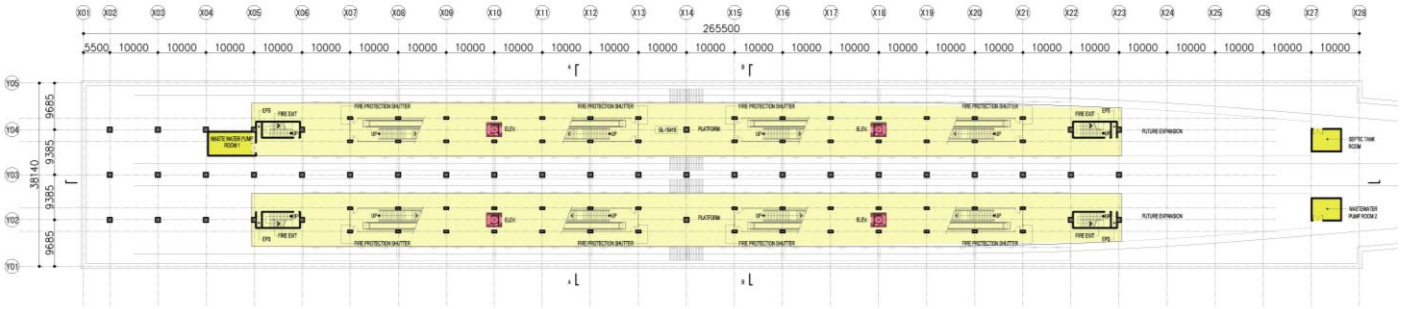 X01 X02 X03 X04 X05 X06 X07 X08 X09 X10 X11 X12 X13 X14 X15 X16 X17 X18 X19 X20 X21 X22 X23 X24 X25 X26 X27 X28
265500
5500 10000 10000 10000 10000 10000 10000 10000 10000 10000 10000 10000 10000 10000 10000 10000 10000 10000 10000 10000 10000 10000 10000 10000 10000 10000 10000
A B
Y05
9685
EPS FIRE EXIT FIRE PROTECTION SHUTTER FIRE PROTECTION SHUTTER FIRE PROTECTION SHUTTER FIRE PROTECTION SHUTTER EPS FIRE EXIT
Y04
UP UP ELEV. UP PLATFORM UP ELEV. UP UP FUTURE EXPANSION
WASTE WATER PUMP
ROOM 1
SEPTIC TANK
ROOM
9385
38140
Y03
9385
Y02
UP UP ELEV. UP PLATFORM UP ELEV. UP UP FUTURE EXPANSION
WASTEWATER
PUMP ROOM 2
EPS FIRE EXIT FIRE PROTECTION SHUTTER FIRE PROTECTION SHUTTER FIRE PROTECTION SHUTTER FIRE PROTECTION SHUTTER FIRE EXIT EPS
9685
Y01
A B